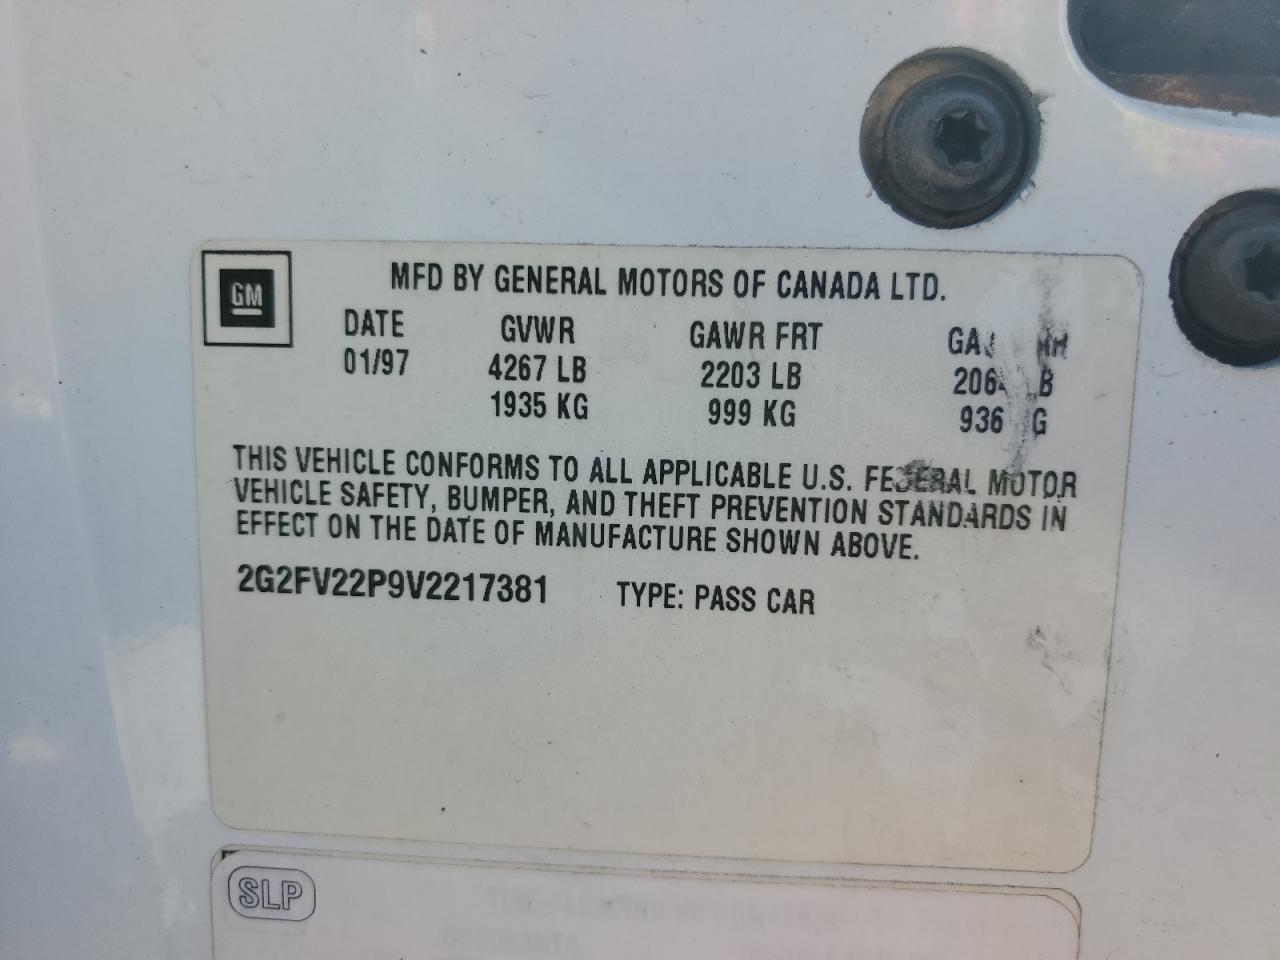 GM
MFD BY GENERAL MOTORS OF CANADA LTD.
DATE GVWR GAWR FRT
01/97 4267 LB 2203 LB
1935 KG 999 KG 936
THIS VEHICLE CONFORMS TO ALL APPLICABLE U.S. FEDERAL MOTOR
VEHICLE SAFETY, BUMPER, AND THEFT PREVENTION STANDARDS IN
EFFECT ON THE DATE OF MANUFACTURE SHOWN ABOVE.
2G2FV22P9V2217381 TYPE: PASS CAR
SLP